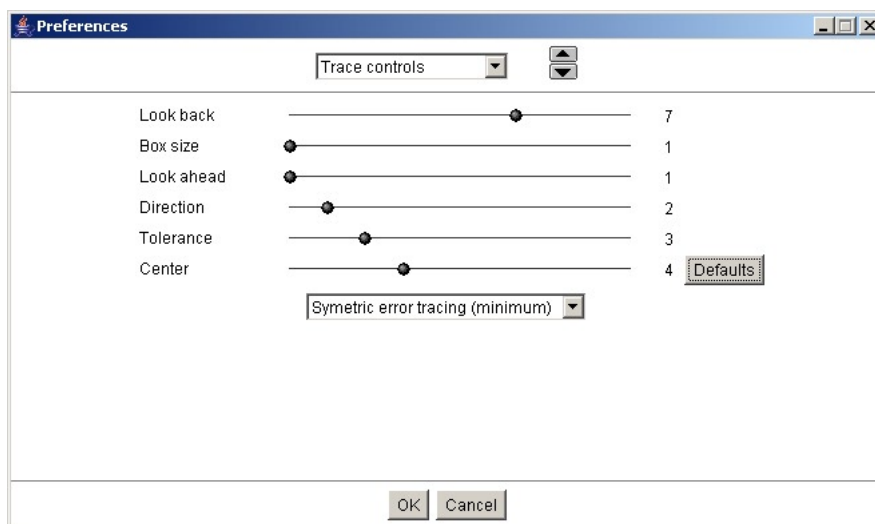 Preferences
Trace controls
Look back 7
Box size 1
Look ahead 1
Direction 2
Tolerance 3
Center 4 Defaults
Symetric error tracing (minimum)
OK Cancel